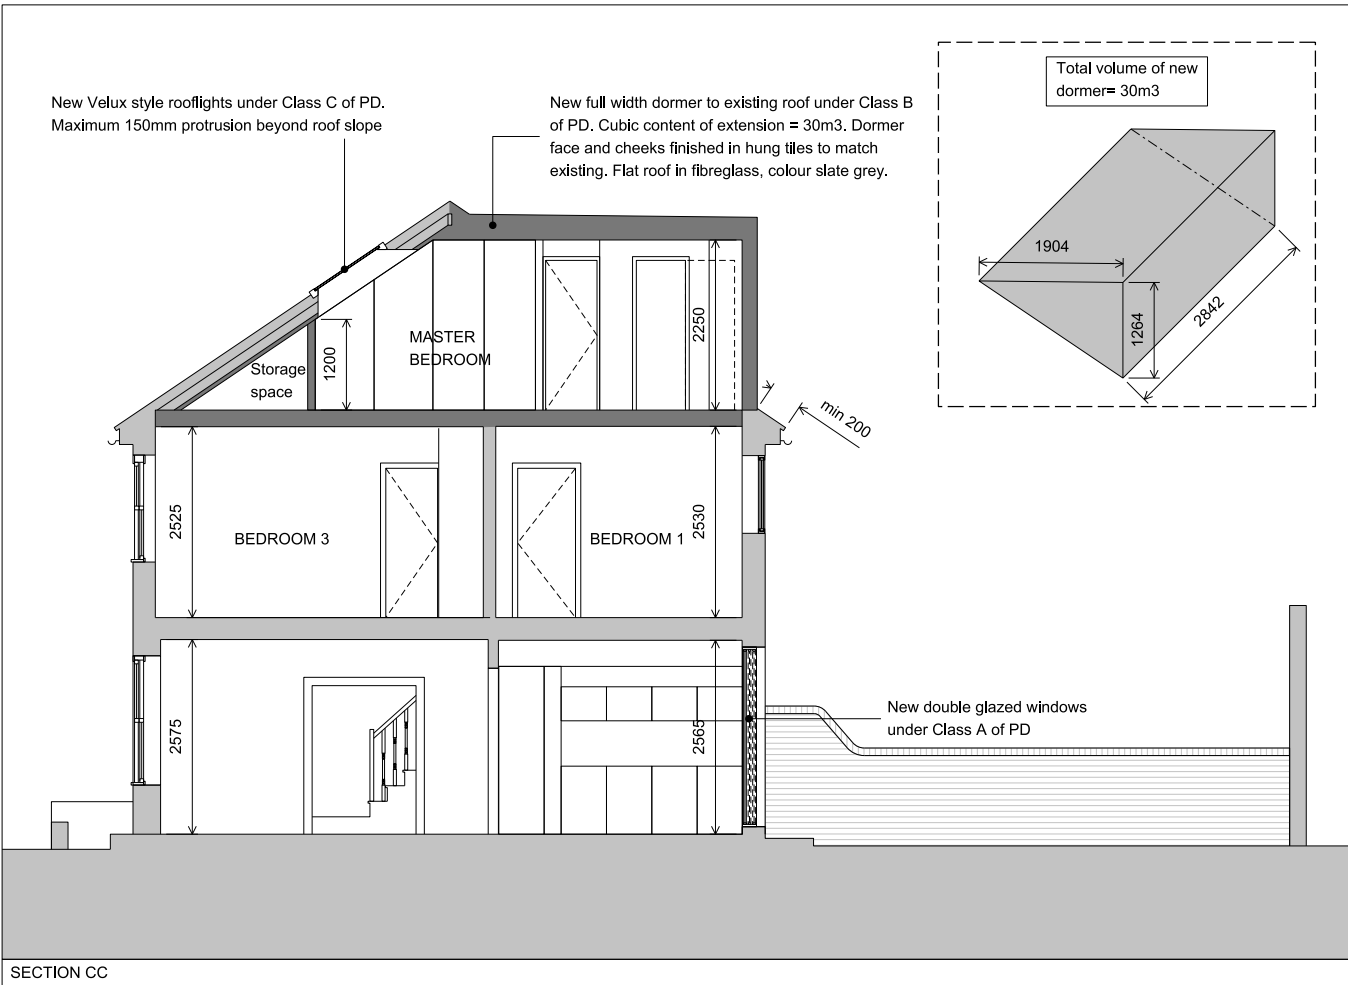 New Velux style rooflights under Class C of PD.
Maximum 150mm protrusion beyond roof slope
New full width dormer to existing roof under Class B
of PD. Cubic content of extension = 30m3. Dormer
face and cheeks finished in hung tiles to match
existing. Flat roof in fibreglass, colour slate grey.
Total volume of new
dormer= 30m3
1904
1264
2842
MASTER
BEDROOM
2250
1200
Storage
space
min 200
2525
BEDROOM 3
BEDROOM 1
2530
2575
2565
New double glazed windows
under Class A of PD
SECTION CC